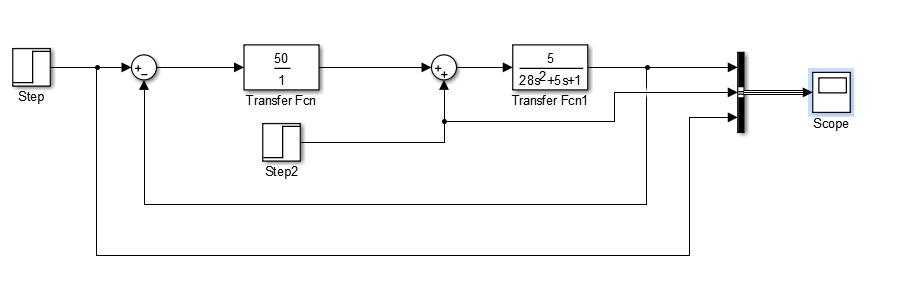 50
1
5
28s²+5s+1
Step
Transfer Fcn
Transfer Fcn1
Scope
Step2